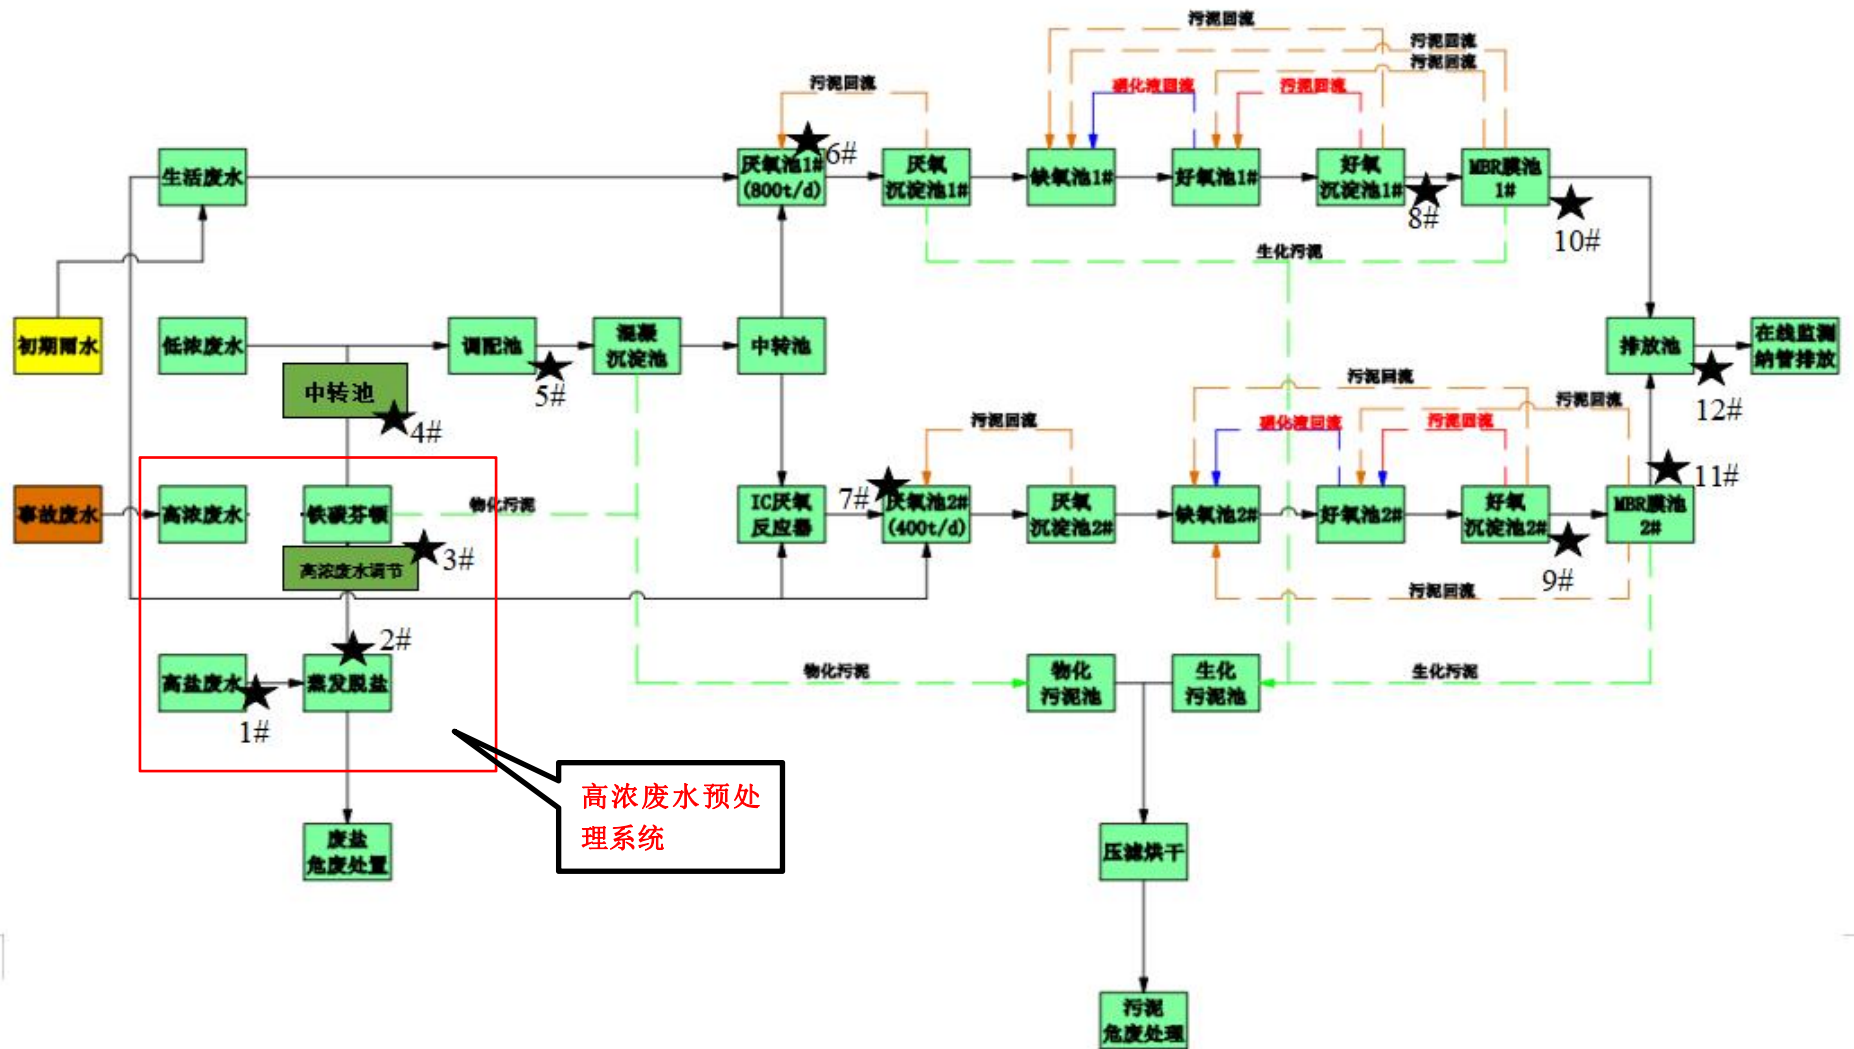 污泥回流
污泥回流
污泥回流
污泥回流
硝化液回流
污泥回流
生活废水
厌氧池1#
(800t/d)
6#
厌氧
沉淀池1#
缺氧池1#
好氧池1#
好氧
沉淀池1#
8#
MBR膜池
1#
10#
生化污泥
初期雨水
低浓废水
调配池
5#
混凝
沉淀池
中转池
排放池
12#
在线监测
纳管排放
中转池
4#
污泥回流
污泥回流
污泥回流
硝化液回流
污泥回流
11#
事故废水
高浓废水
铁碳芬顿
物化污泥
IC厌氧
反应器
7#
厌氧池2#
(400t/d)
厌氧
沉淀池2#
缺氧池2#
好氧池2#
好氧
沉淀池2#
9#
MBR膜池
2#
3#
高浓废水调节
污泥回流
2#
高盐废水
1#
蒸发脱盐
物化污泥
物化
污泥池
生化
污泥池
生化污泥
高浓废水预处
理系统
废盐
危废处置
压滤烘干
污泥
危废处理